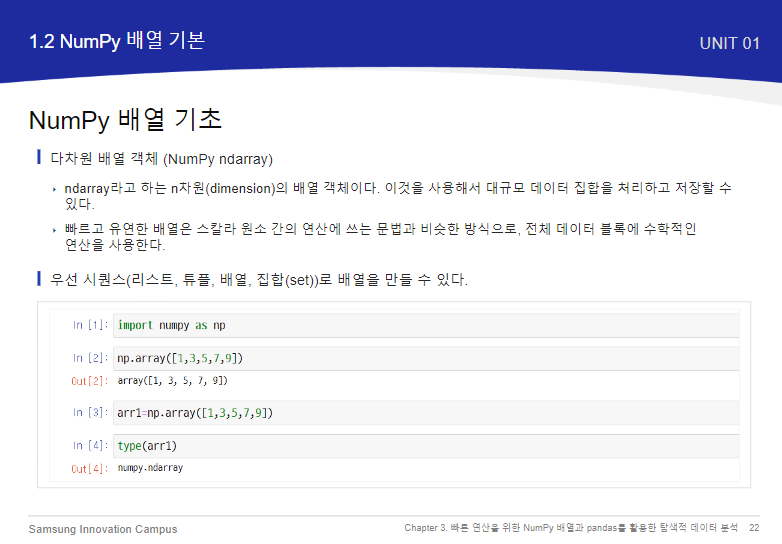 1.2 NumPy 배열 기본
UNIT 01
NumPy 배열 기초
다차원 배열 객체 (NumPy ndarray)
ndarray라고 하는 n차원(dimension)의 배열 객체이다. 이것을 사용해서 대규모 데이터 집합을 처리하고 저장할 수
있다.
빠르고 유연한 배열은 스칼라 원소 간의 연산에 쓰는 문법과 비슷한 방식으로, 전체 데이터 블록에 수학적인
연산을 사용한다.
우선 시퀀스(리스트, 튜플, 배열, 집합(set))로 배열을 만들 수 있다.
In [1]: import numpy as np
In [2]: np.array([1,3,5,7,9])
Out[2]: array([1, 3, 5, 7, 9])
In [3]: arr1=np.array([1,3,5,7,9])
In [4]: type(arr1)
Out[4]: numpy.ndarray
Samsung Innovation Campus
Chapter 3. 빠른 연산을 위한 NumPy 배열과 pandas를 활용한 탐색적 데이터 분석 22